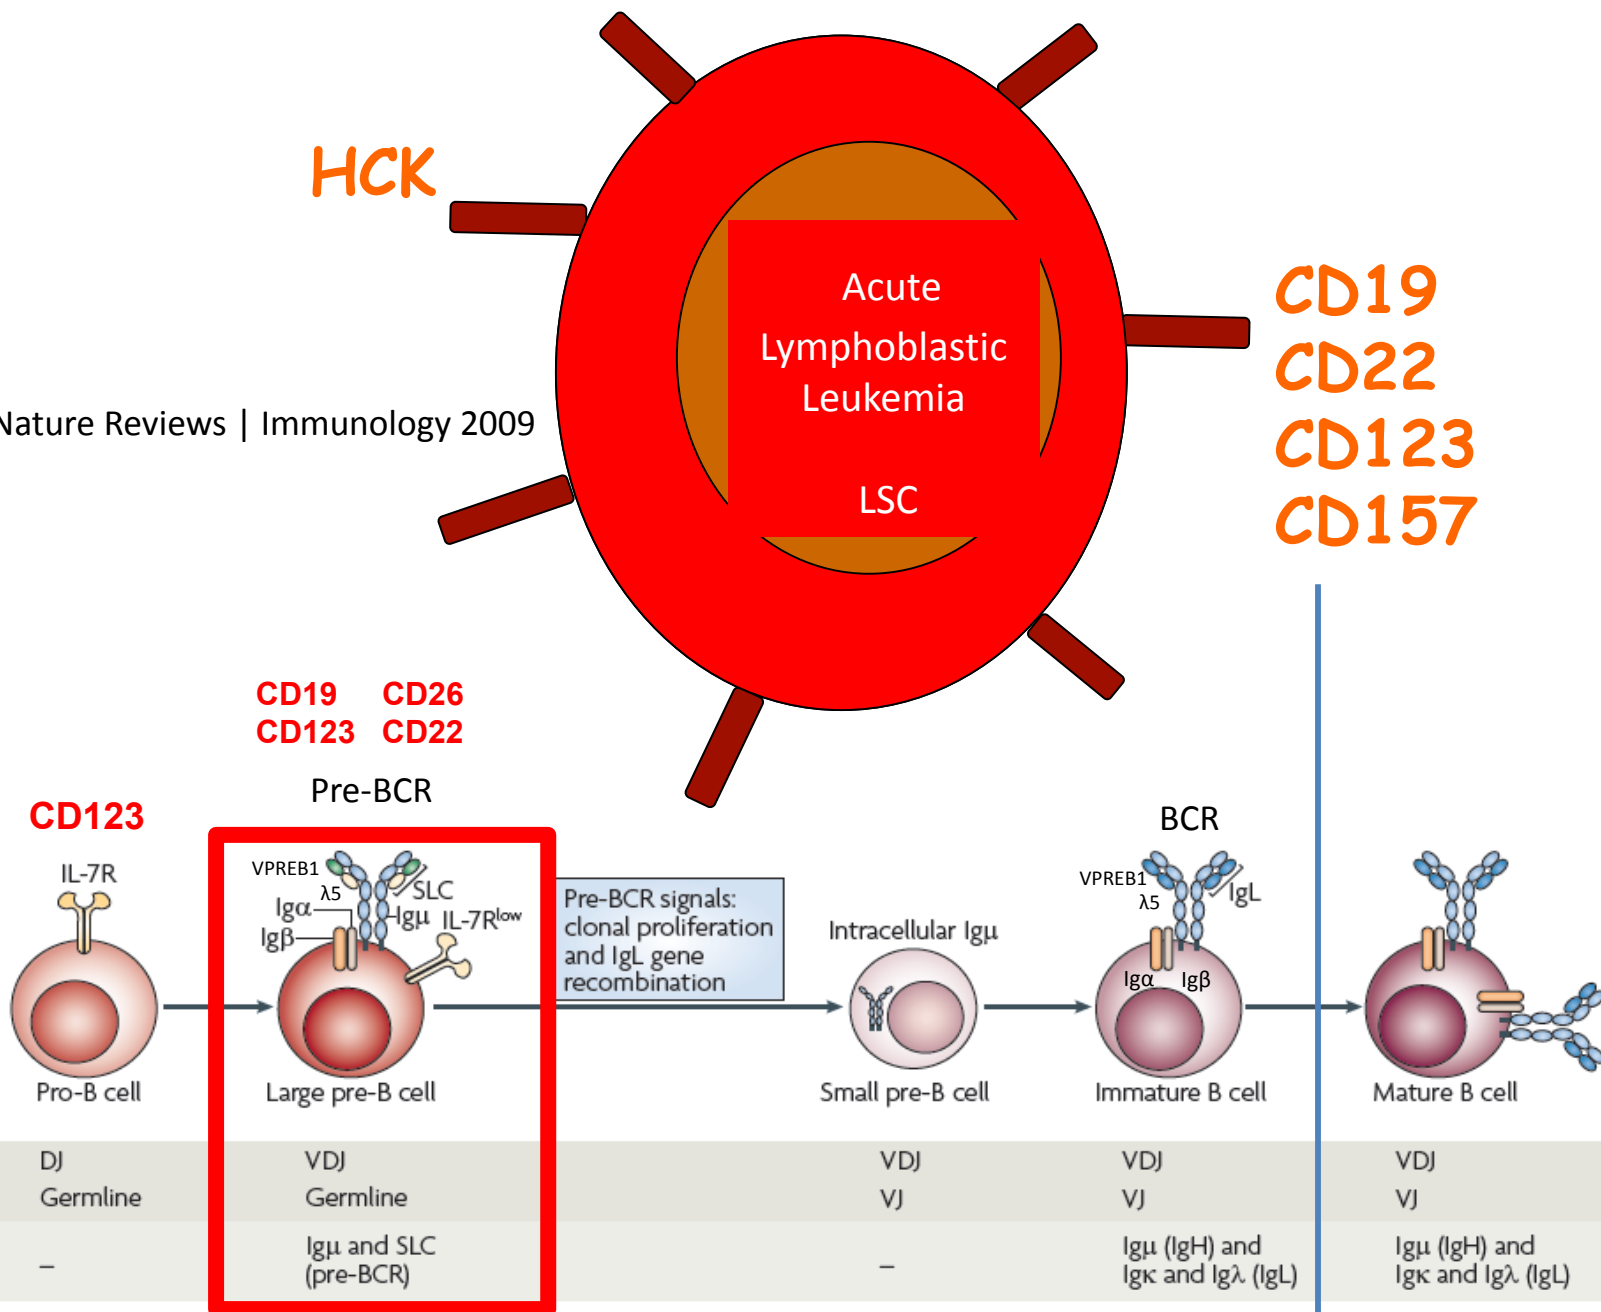 HCK
Acute
Lymphoblastic
Leukemia
LSC
CD19
CD22
CD123
CD157
Nature Reviews | Immunology 2009
CD19 CD26
CD123 CD22
Pre-BCR
CD123
BCR
IL-7R
VPREB1
λ5
SLC
Igα
Igμ
IL-7Rlow
Igβ
Pre-BCR signals:
clonal proliferation
and IgL gene
recombination
Intracellular Igμ
VPREB1
λ5
IgL
Igα Igβ
Pro-B cell
Large pre-B cell
Small pre-B cell
Immature B cell
Mature B cell
DJ VDJ VDJ VDJ VDJ
Germline Germline VJ VJ VJ
– Igμ and SLC – Igμ (IgH) and Igμ (IgH) and
(pre-BCR) Igκ and Igλ (IgL) Igκ and Igλ (IgL)